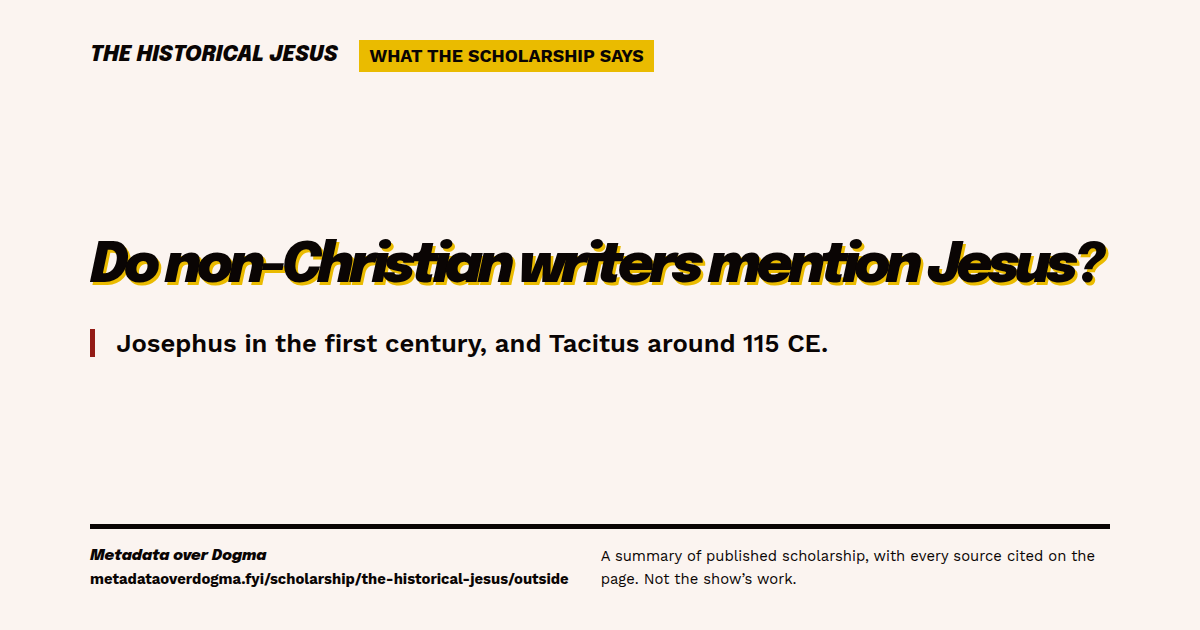 THE HISTORICAL JESUS
WHAT THE SCHOLARSHIP SAYS
Do non-Christian writers mention Jesus?
Josephus in the first century, and Tacitus around 115 CE.
Metadata over Dogma
metadataoverdogma.fyi/scholarship/the-historical-jesus/outside
A summary of published scholarship, with every source cited on the
page. Not the show’s work.